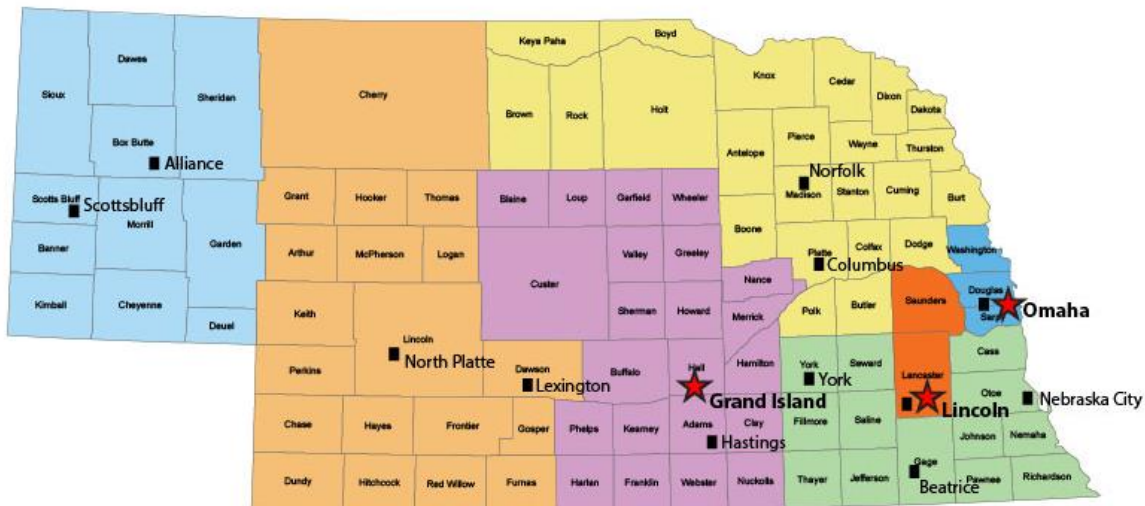 Keya Paha
Boyd
Dawes
Knox
Cedar
Sioux
Sheridan
Cherry
Dixon
Dakota
Brown
Rock
Holt
Pierce
Wayne
Thurston
Box Butte
Alliance
Antelope
Norfolk
Scotts Bluff
Scottsbluff
Grant
Hooker
Thomas
Blaine
Loup
Garfield
Wheeler
Madison
Stanton
Cuming
Burt
Morrill
Banner
Garden
Arthur
McPherson
Logan
Valley
Greeley
Boone
Platte
Colfax
Dodge
Washington
Columbus
Kimball
Cheyenne
Custer
Nance
Douglas
Omaha
Keith
Sherman
Howard
Merrick
Polk
Butler
Saunders
Sarpy
Deuel
Lincoln
North Platte
Perkins
Dawson
Lexington
Buffalo
Hall
Grand Island
Hamilton
York
York
Seward
Lancaster
Lincoln
Cass
Otoe
Nebraska City
Chase
Hayes
Frontier
Gosper
Phelps
Kearney
Adams
Hastings
Clay
Fillmore
Saline
Johnson
Nemaha
Dundy
Hitchcock
Red Willow
Furnas
Harlan
Franklin
Webster
Nuckolls
Thayer
Jefferson
Gage
Beatrice
Pawnee
Richardson